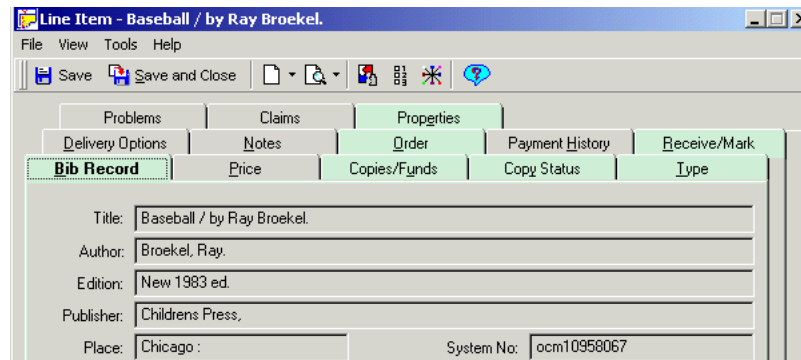 Line Item - Baseball / by Ray Broekel.
File View Tools Help
Save Save and Close
Problems Claims Properties
Delivery Options Notes Order Payment History Receive/Mark
Bib Record Price Copies/Funds Copy Status Type
Title: Baseball / by Ray Broekel.
Author: Broekel, Ray.
Edition: New 1983 ed.
Publisher: Childrens Press,
Place: Chicago : System No: ocm10958067